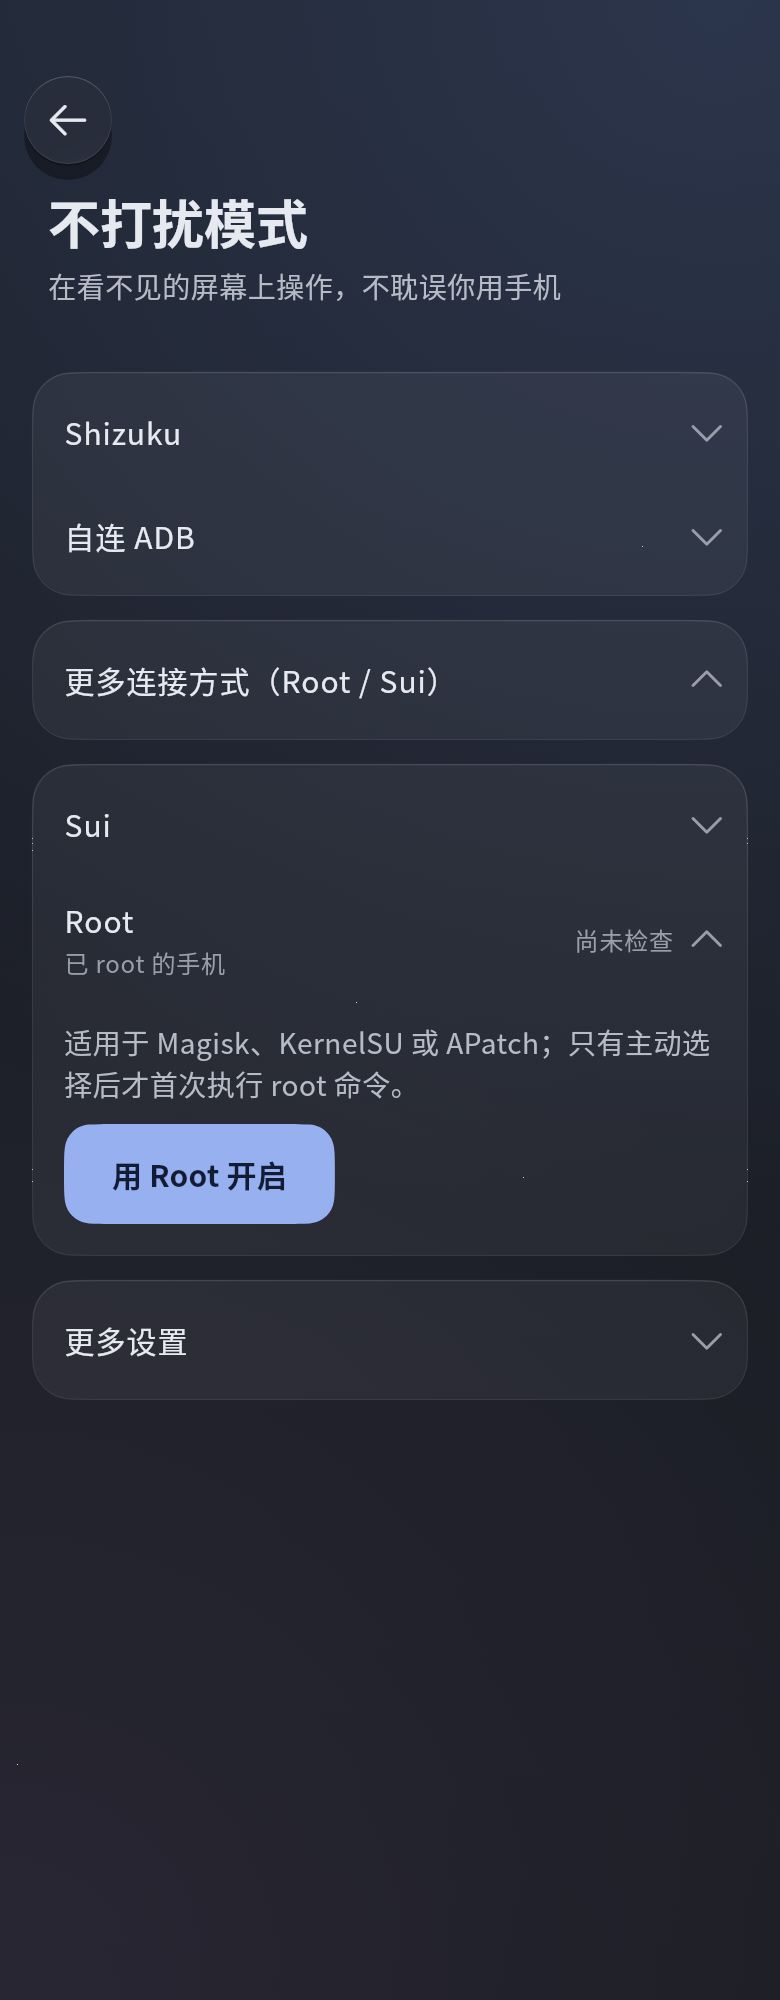 不打扰模式
在看不见的屏幕上操作，不耽误你用手机
Shizuku
自连 ADB
更多连接方式（Root / Sui）
Sui
Root
已 root 的手机
尚未检查
适用于 Magisk、KernelSU 或 APatch；只有主动选
择后才首次执行 root 命令。
用 Root 开启
更多设置